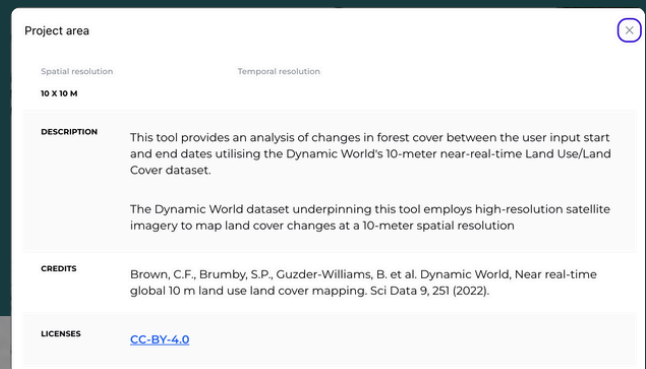 Project area
Spatial resolution
Temporal resolution
10 X 10 M
DESCRIPTION
This tool provides an analysis of changes in forest cover between the user input start
and end dates utilising the Dynamic World's 10-meter near-real-time Land Use/Land
Cover dataset.
The Dynamic World dataset underpinning this tool employs high-resolution satellite
imagery to map land cover changes at a 10-meter spatial resolution
CREDITS
Brown, C.F., Brumby, S.P., Guzder-Williams, B. et al. Dynamic World, Near real-time
global 10 m land use land cover mapping. Sci Data 9, 251 (2022).
LICENSES
CC-BY-4.0